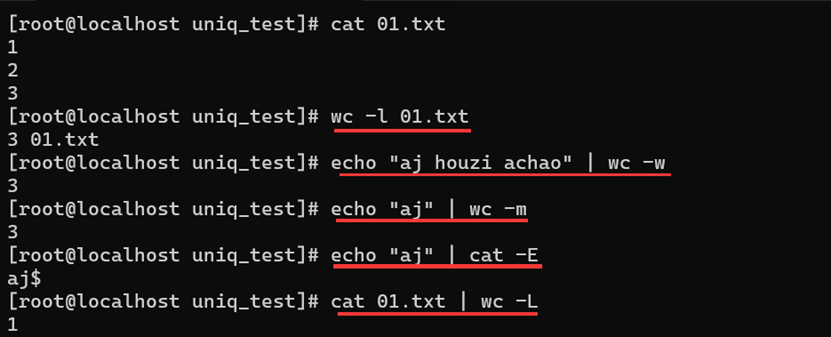 [root@localhost uniq_test]# cat 01.txt
1
2
3
[root@localhost uniq_test]# wc -l 01.txt
3 01.txt
[root@localhost uniq_test]# echo "aj houzi achao" | wc -w
3
[root@localhost uniq_test]# echo "aj" | wc -m
3
[root@localhost uniq_test]# echo "aj" | cat -E
aj$
[root@localhost uniq_test]# cat 01.txt | wc -L
1